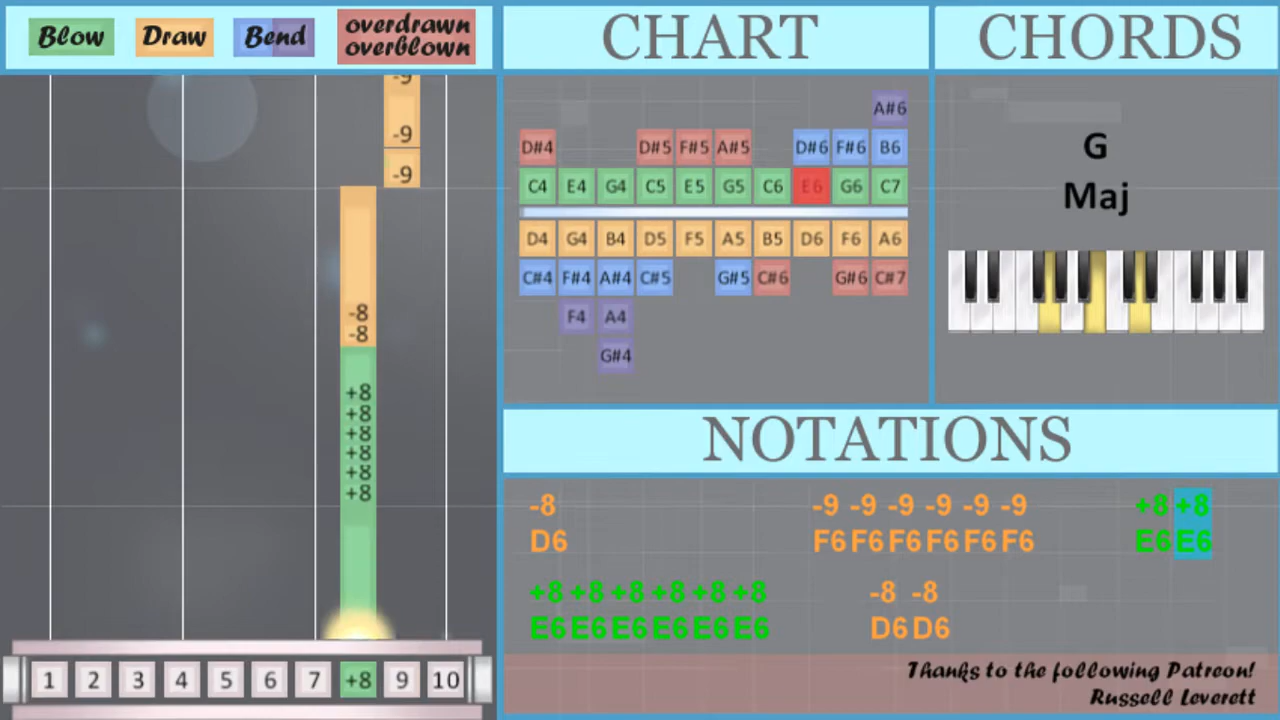 Blow Draw Bend overdrawn
overblown
CHART
CHORDS
-9
-9
-9
-8
-8
+8
+8
+8
+8
+8
+8
1 2 3 4 5 6 7 +8 9 10
A#6
D#4 D#5 F#5 A#5 D#6 F#6 B6
C4 E4 G4 C5 E5 G5 C6 E6 G6 C7
D4 G4 B4 D5 F5 A5 B5 D6 F6 A6
C#4 F#4 A#4 C#5 G#5 C#6 G#6 C#7
F4 A4
G#4
G
Maj
NOTATIONS
-8 -9 -9 -9 -9 -9 -9 +8 +8
D6 F6 F6 F6 F6 F6 F6 E6 E6
+8 +8 +8 +8 +8 +8 -8 -8
E6 E6 E6 E6 E6 E6 D6 D6
Thanks to the following Patreon!
Russell Leverett